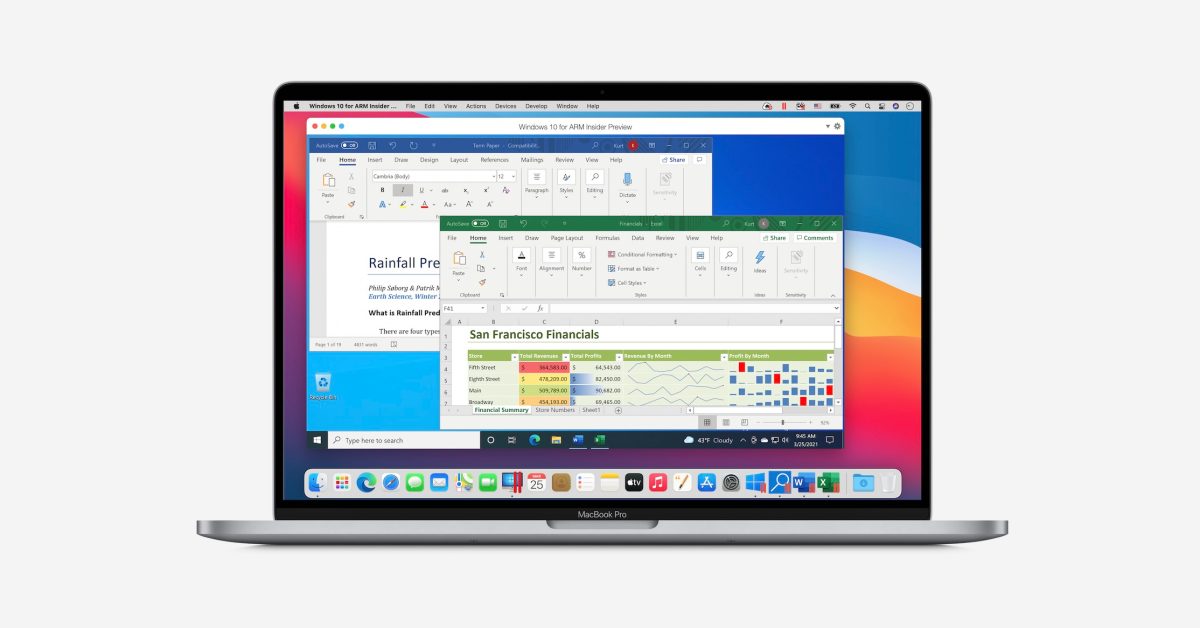 Windows 10 for ARM Insider ... File Edit View Actions Devices Develop Window Help
Windows 10 for ARM Insider Preview
AutoSave Off Term Paper - Compatibilit... Kurt K
File Home Insert Draw Design Layout References Mailings Review View Help Share
Cambria (Body) 12
Paste B I U ab x₂ x² Paragraph Styles Editing Dictate Sensitivity
A A Aa A A
Clipboard
Rainfall Pre
Philip Søborg & Patrik M
Earth Science, Winter
What is Rainfall Pred
There are four types
Page 1 of 19 4831 words
Recycle Bin
AutoSave Off Financials - Excel Kurt K
File Home Insert Draw Page Layout Formulas Data Review View Help Share Comments
Paste Font Alignment Number Conditional Formatting Cells Editing Ideas Sensitivity
Format as Table
Cell Styles
Clipboard Styles Ideas Sensitivity
F41 fx
A B C D E F
1 San Francisco Financials
2
3 Store Total Revenues Total Profits Revenue By Month Profit By Month
4 Fifth Street $ 364,583.00 $ 64,543.00
5 Eighth Street $ 478,209.00 $ 82,450.00
6 Main $ 509,789.00 $ 90,682.00
7 Broadway $ 454,193.00 $ 69,465.00
Financial Summary Store Numbers Sheet1
92%
Type here to search 43°F Cloudy 9:45 AM
3/25/2021
MAR
25
tv
W X
MacBook Pro